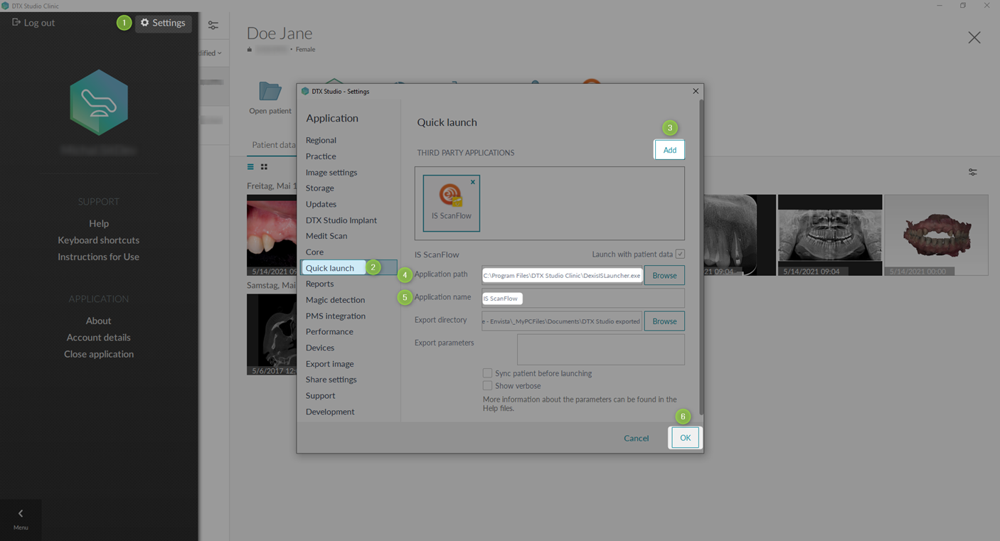 DTX Studio Clinic
Log out
1
Settings
SUPPORT
Help
Keyboard shortcuts
Instructions for Use
APPLICATION
About
Account details
Close application
Menu
dified
Doe Jane
• Female
Open patient
Patient data
Freitag, Mai 1
5/14/2021 09
Samstag, Mai
5/6/2017 12:
09:04
5/14/2021 09:04
5/14/2021 00:00
DTX Studio - Settings
Application
Regional
Practice
Image settings
Storage
Updates
DTX Studio Implant
Medit Scan
Core
Quick launch
2
Reports
Magic detection
PMS integration
Performance
Devices
Export image
Share settings
Support
Development
Quick launch
3
THIRD PARTY APPLICATIONS
Add
x
IS ScanFlow
IS ScanFlow
Launch with patient data
4
Application path
C:\Program Files\DTX Studio Clinic\DexisISLauncher.exe
Browse
5
Application name
IS ScanFlow
Export directory
e - Envista\_MyPCFiles\Documents\DTX Studio exported
Browse
Export parameters
Sync patient before launching
Show verbose
More information about the parameters can be found in the
Help files.
6
Cancel
OK